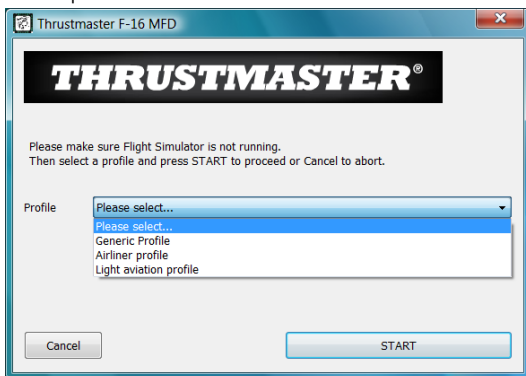 Thrustmaster F-16 MFD
THRUSTMASTER®
Please make sure Flight Simulator is not running.
Then select a profile and press START to proceed or Cancel to abort.
Profile
Please select...
Please select...
Generic Profile
Airliner profile
Light aviation profile
Cancel
START